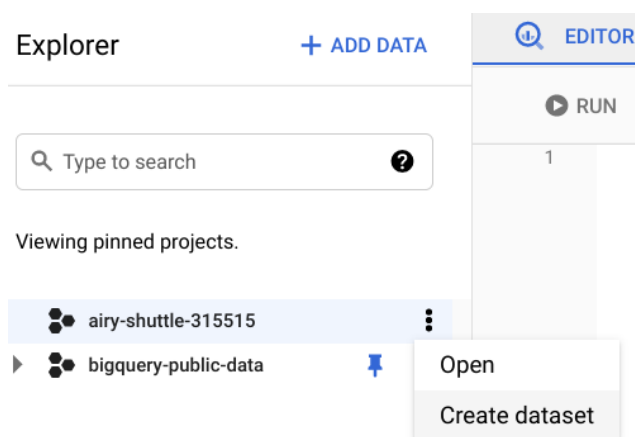 Explorer
+ ADD DATA
EDITOR
RUN
Type to search
?
1
Viewing pinned projects.
airy-shuttle-315515
bigquery-public-data
Open
Create dataset